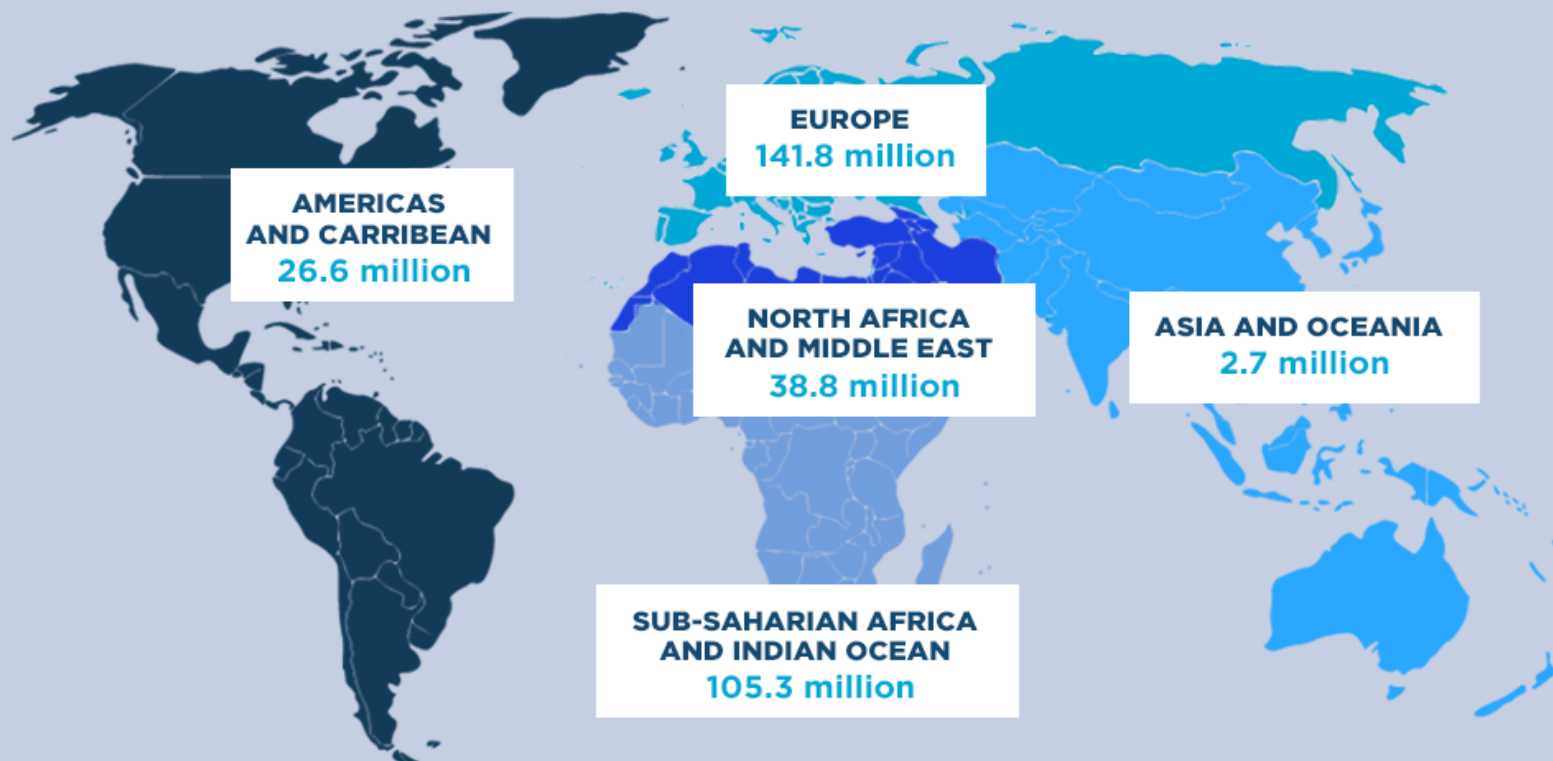 EUROPE
141.8 million
AMERICAS
AND CARRIBEAN
26.6 million
NORTH AFRICA
AND MIDDLE EAST
38.8 million
ASIA AND OCEANIA
2.7 million
SUB-SAHARIAN AFRICA
AND INDIAN OCEAN
105.3 million